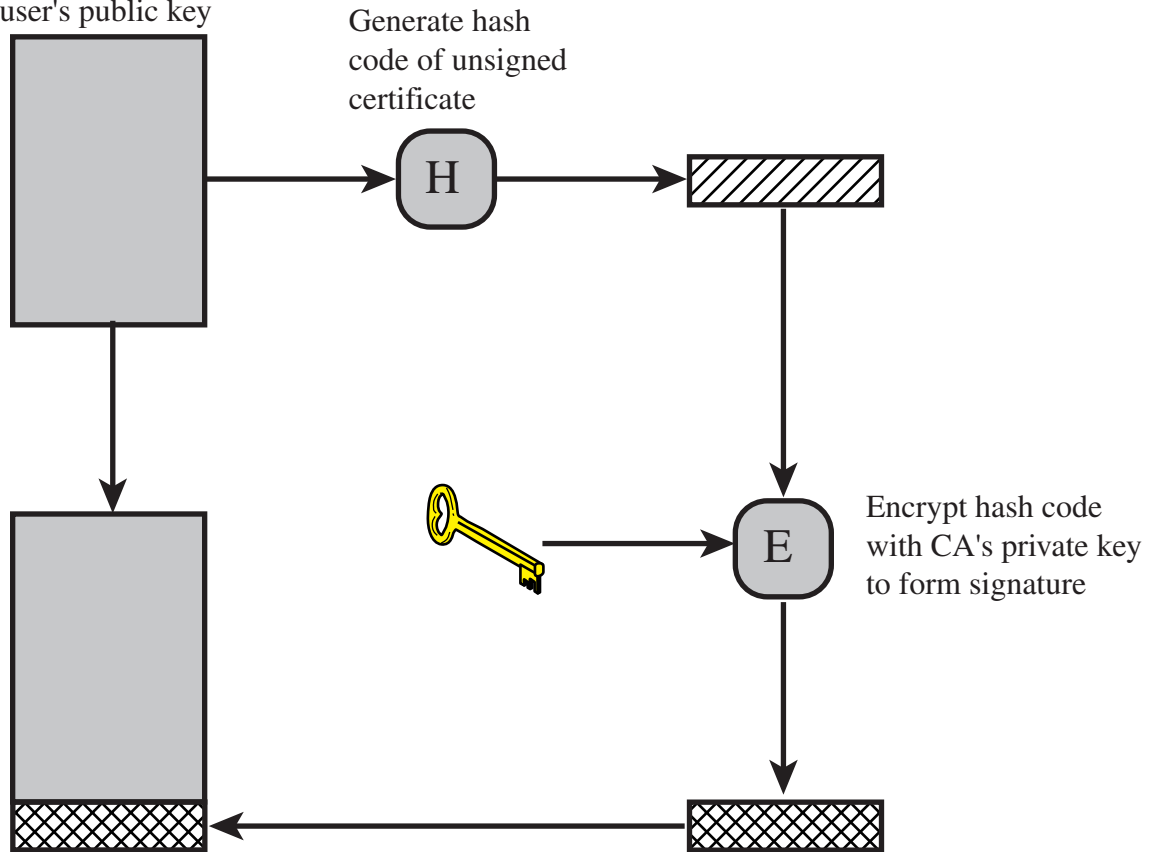 user's public key
Generate hash
code of unsigned
certificate
H
E
Encrypt hash code
with CA's private key
to form signature